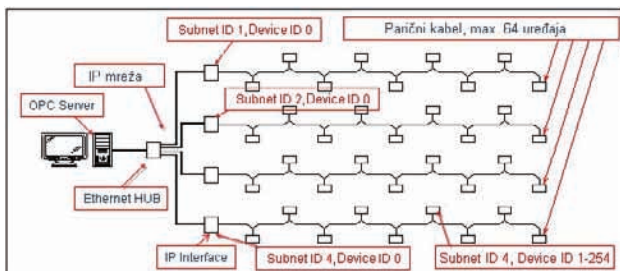 Subnet ID 1, Device ID 0
Parični kabel, max. 64 uređaja
IP mreža
OPC Server
Subnet ID 2, Device ID 0
Ethernet HUB
IP Interface
Subnet ID 4, Device ID 0
Subnet ID 4, Device ID 1-254